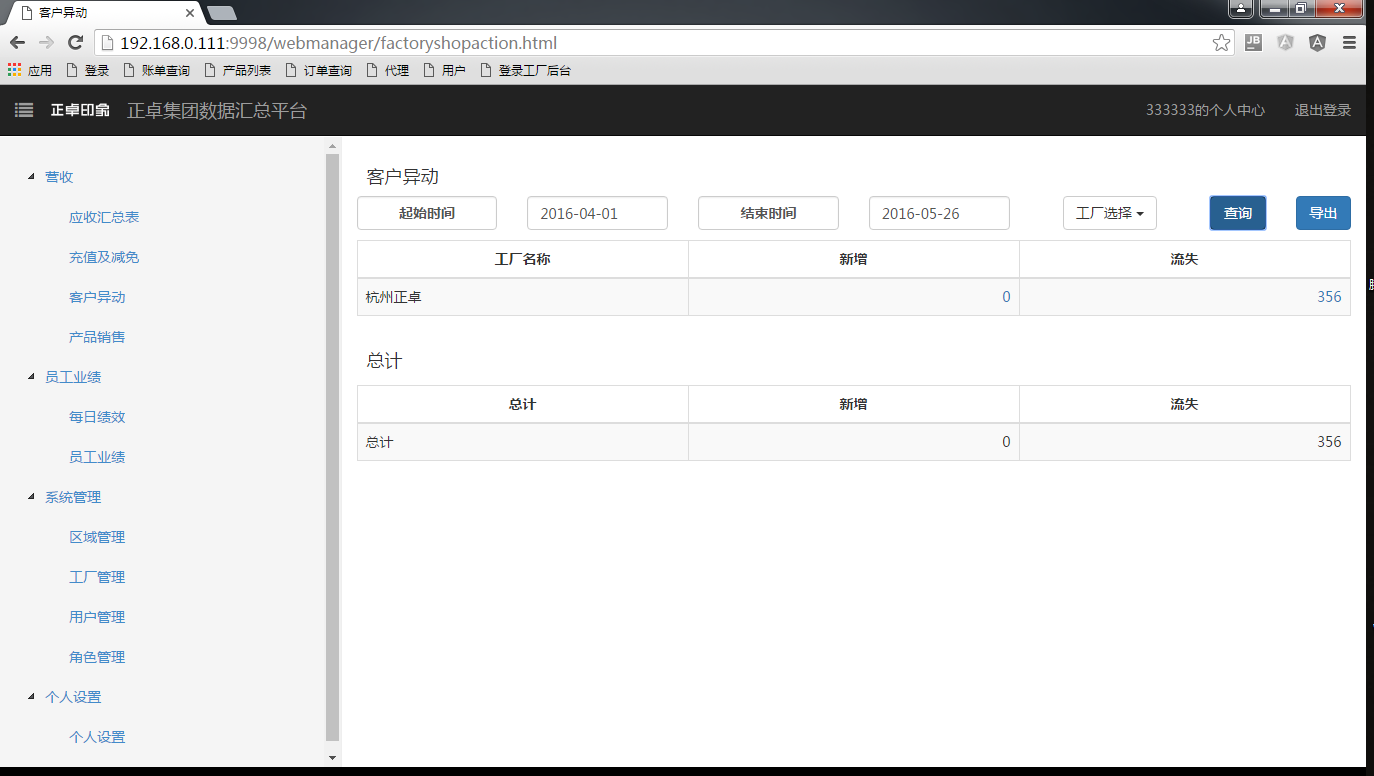 客户异动
192.168.0.111:9998/webmanager/factoryshopaction.html
应用 登录 账单查询 产品列表 订单查询 代理 用户 登录工厂后台
正卓印象 正卓集团数据汇总平台 333333的个人中心 退出登录
营收
应收汇总表
充值及减免
客户异动
产品销售
员工业绩
每日绩效
员工业绩
系统管理
区域管理
工厂管理
用户管理
角色管理
个人设置
个人设置
客户异动
起始时间 2016-04-01 结束时间 2016-05-26 工厂选择 查询 导出
工厂名称 新增 流失
杭州正卓 0 356
总计
总计 新增 流失
总计 0 356